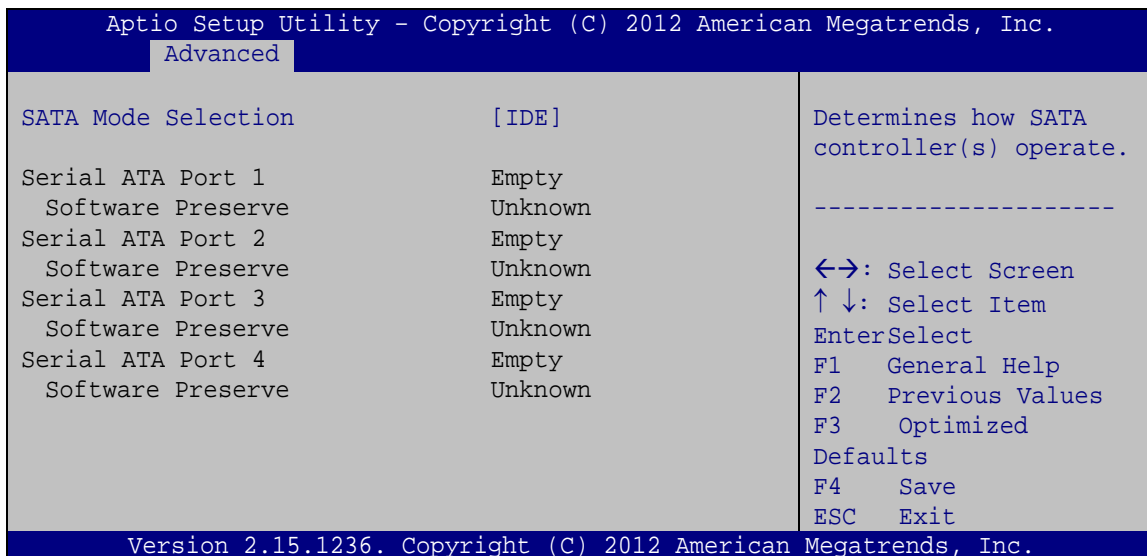 Aptio Setup Utility – Copyright (C) 2012 American Megatrends, Inc.
Advanced
SATA Mode Selection [IDE]
Serial ATA Port 1 Empty
Software Preserve Unknown
Serial ATA Port 2 Empty
Software Preserve Unknown
Serial ATA Port 3 Empty
Software Preserve Unknown
Serial ATA Port 4 Empty
Software Preserve Unknown
Determines how SATA
controller(s) operate.
---------------------
←→: Select Screen
↑ ↓: Select Item
EnterSelect
F1 General Help
F2 Previous Values
F3 Optimized
Defaults
F4 Save
ESC Exit
Version 2.15.1236. Copyright (C) 2012 American Megatrends, Inc.